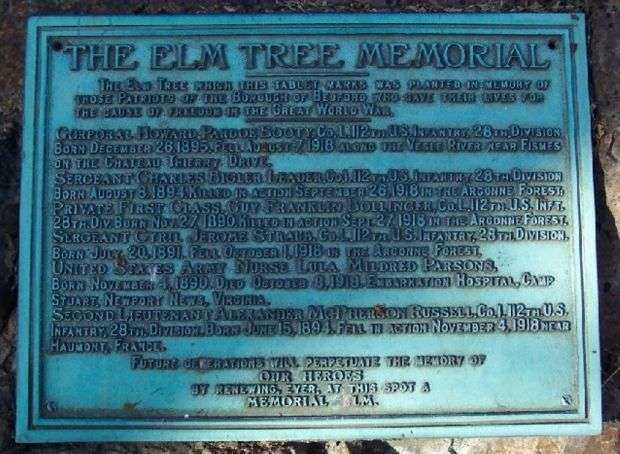 THE ELM TREE MEMORIAL
THE ELM TREE WHICH THIS TABLET MARKS WAS PLANTED IN MEMORY OF
THOSE PATRIOTS OF THE BOROUGH OF BEDFORD WHO GAVE THEIR LIVES FOR
THE CAUSE OF FREEDOM IN THE GREAT WORLD WAR.
CORPORAL HOWARD PARDOE BOOTY, CO. L, 112TH U.S. INFANTRY, 28TH DIVISION
BORN DECEMBER 28, 1895. FELL AUGUST 7, 1918 ALONG THE VESLE RIVER NEAR FISMES
ON THE CHATEAU THIERRY DRIVE.
SERGEANT CHARLES BIGLER LEADER, CO. L, 112TH U.S. INFANTRY, 28TH DIVISION
BORN AUGUST 8, 1894. KILLED IN ACTION SEPTEMBER 26, 1918 IN THE ARGONNE FOREST.
PRIVATE FIRST CLASS, GUY FRANKLIN BOLLINGER, CO. L, 112TH U.S. INFT.
28TH DIV. BORN NOV. 27, 1890. KILLED IN ACTION SEPT. 27, 1918 IN THE ARGONNE FOREST.
SERGEANT CYRIL JEROME STRAUB, CO. L, 112TH U.S. INFANTRY, 28TH DIVISION.
BORN JULY 20, 1891. FELL OCTOBER 1, 1918 IN THE ARGONNE FOREST.
UNITED STATES ARMY NURSE LULA MILDRED PARSONS.
BORN NOVEMBER 4, 1890. DIED OCTOBER 8, 1918. EMBARKATION HOSPITAL, CAMP
STUART, NEWPORT NEWS, VIRGINIA.
SECOND LIEUTENANT ALEXANDER MCPHERSON RUSSELL, CO. L, 112TH U.S.
INFANTRY, 28TH DIVISION. BORN JUNE 15, 1894. FELL IN ACTION NOVEMBER 4, 1918 NEAR
HAUMONT, FRANCE.
FUTURE GENERATIONS WILL PERPETUATE THE MEMORY OF
OUR HEROES
BY RENEWING, EVER, AT THIS SPOT A
MEMORIAL ELM.